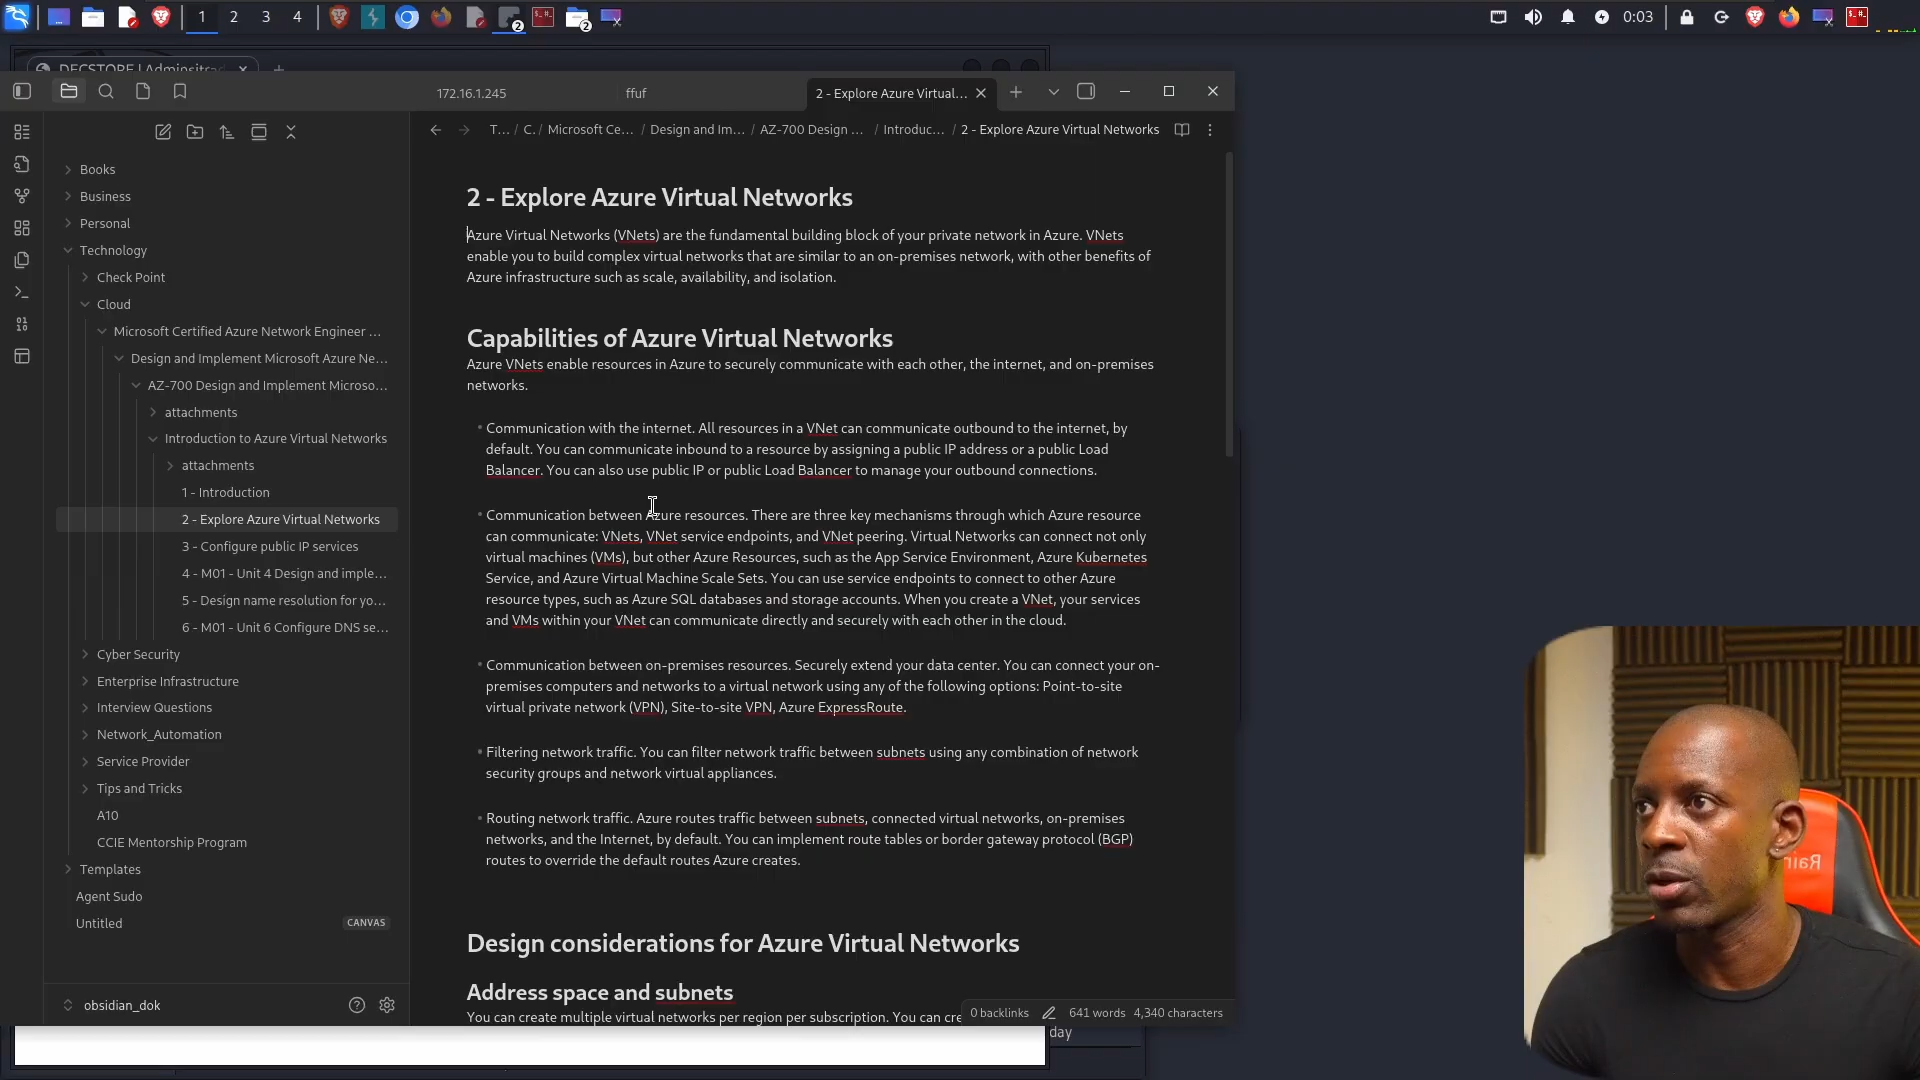 1
2
3
4
2
2
0:03
DECSTORE | Adminsitra
172.16.1.245
ffuf
2 - Explore Azure Virtual...
T... / C. / Microsoft Ce... / Design and Im... / AZ-700 Design ... / Introduc... / 2 - Explore Azure Virtual Networks
Books
Business
Personal
Technology
Check Point
Cloud
Microsoft Certified Azure Network Engineer ...
Design and Implement Microsoft Azure Ne...
AZ-700 Design and Implement Microso...
attachments
Introduction to Azure Virtual Networks
attachments
1 - Introduction
2 - Explore Azure Virtual Networks
3 - Configure public IP services
4 - M01 - Unit 4 Design and imple...
5 - Design name resolution for yo...
6 - M01 - Unit 6 Configure DNS se...
Cyber Security
Enterprise Infrastructure
Interview Questions
Network_Automation
Service Provider
Tips and Tricks
A10
CCIE Mentorship Program
Templates
Agent Sudo
Untitled
CANVAS
obsidian_dok
2 - Explore Azure Virtual Networks
Azure Virtual Networks (VNets) are the fundamental building block of your private network in Azure. VNets
enable you to build complex virtual networks that are similar to an on-premises network, with other benefits of
Azure infrastructure such as scale, availability, and isolation.
Capabilities of Azure Virtual Networks
Azure VNets enable resources in Azure to securely communicate with each other, the internet, and on-premises
networks.
• Communication with the internet. All resources in a VNet can communicate outbound to the internet, by
default. You can communicate inbound to a resource by assigning a public IP address or a public Load
Balancer. You can also use public IP or public Load Balancer to manage your outbound connections.
• Communication between Azure resources. There are three key mechanisms through which Azure resource
can communicate: VNets, VNet service endpoints, and VNet peering. Virtual Networks can connect not only
virtual machines (VMs), but other Azure Resources, such as the App Service Environment, Azure Kubernetes
Service, and Azure Virtual Machine Scale Sets. You can use service endpoints to connect to other Azure
resource types, such as Azure SQL databases and storage accounts. When you create a VNet, your services
and VMs within your VNet can communicate directly and securely with each other in the cloud.
• Communication between on-premises resources. Securely extend your data center. You can connect your on-
premises computers and networks to a virtual network using any of the following options: Point-to-site
virtual private network (VPN), Site-to-site VPN, Azure ExpressRoute.
• Filtering network traffic. You can filter network traffic between subnets using any combination of network
security groups and network virtual appliances.
• Routing network traffic. Azure routes traffic between subnets, connected virtual networks, on-premises
networks, and the Internet, by default. You can implement route tables or border gateway protocol (BGP)
routes to override the default routes Azure creates.
Design considerations for Azure Virtual Networks
Address space and subnets
You can create multiple virtual networks per region per subscription. You can cre
0 backlinks
641 words
4,340 characters
day